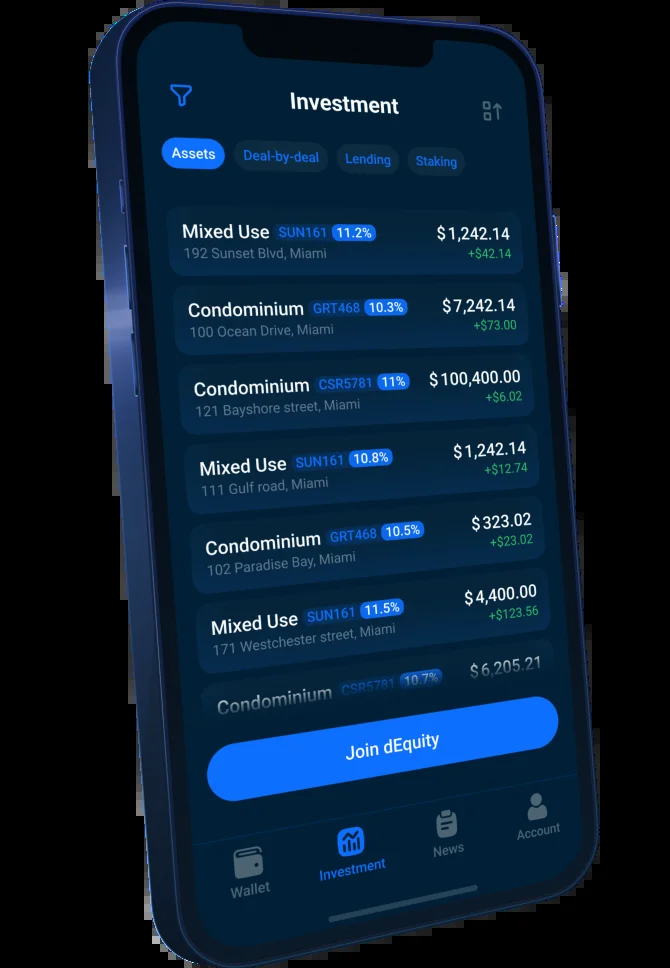 Investment
Assets Deal-by-deal Lending Staking
Mixed Use SUN161 11.2% $1,242.14
192 Sunset Blvd, Miami +$42.14
Condominium GRT468 10.3% $7,242.14
100 Ocean Drive, Miami +$73.00
Condominium CSR5781 11% $100,400.00
121 Bayshore street, Miami +$6.02
Mixed Use SUN161 10.8% $1,242.14
111 Gulf road, Miami +$12.74
Condominium GRT468 10.5% $323.02
102 Paradise Bay, Miami +$23.02
Mixed Use SUN161 11.5% $4,400.00
171 Westchester street, Miami +$123.56
Condominium CSR5781 10.7% $6,205.21
Join dEquity
Wallet Investment News Account